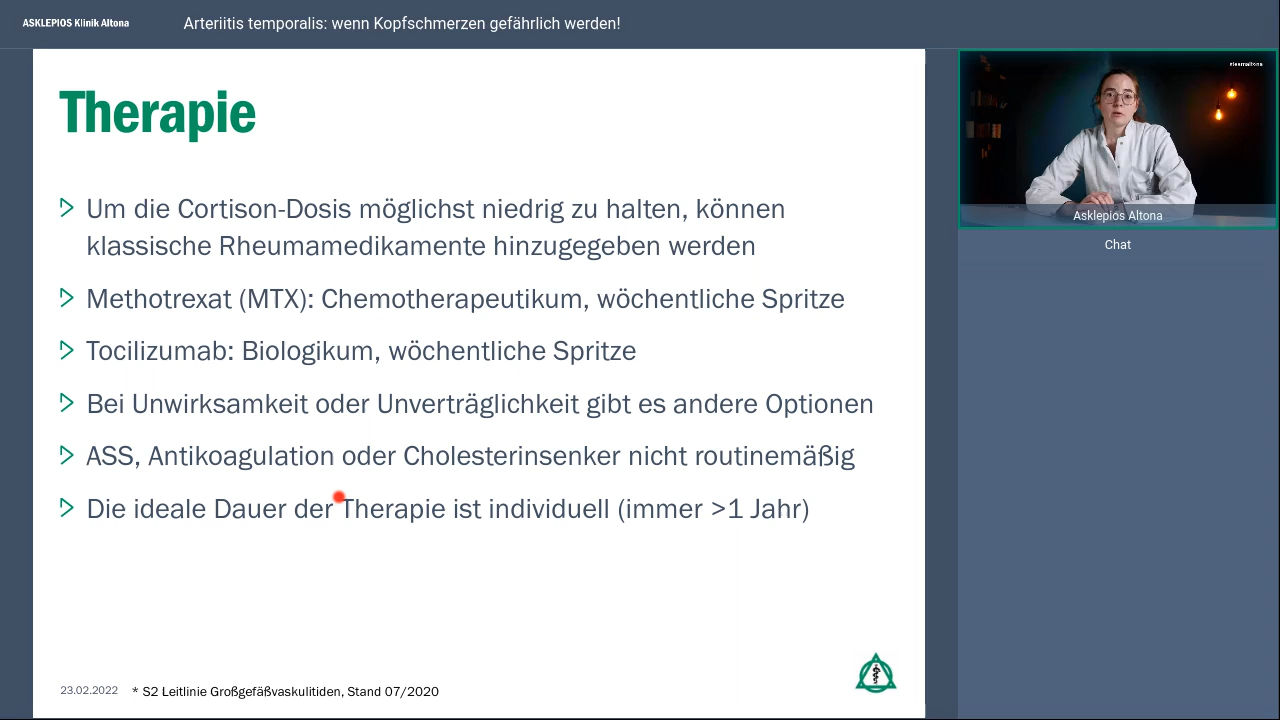 ASKLEPIOS Klinik Altona
Arteriitis temporalis: wenn Kopfschmerzen gefährlich werden!
Therapie
Um die Cortison-Dosis möglichst niedrig zu halten, können
klassische Rheumamedikamente hinzugegeben werden
Methotrexat (MTX): Chemotherapeutikum, wöchentliche Spritze
Tocilizumab: Biologikum, wöchentliche Spritze
Bei Unwirksamkeit oder Unverträglichkeit gibt es andere Optionen
ASS, Antikoagulation oder Cholesterinsenker nicht routinemäßig
Die ideale Dauer der Therapie ist individuell (immer >1 Jahr)
23.02.2022
* S2 Leitlinie Großgefäßvaskulitiden, Stand 07/2020
#teamaltona
Asklepios Altona
Chat